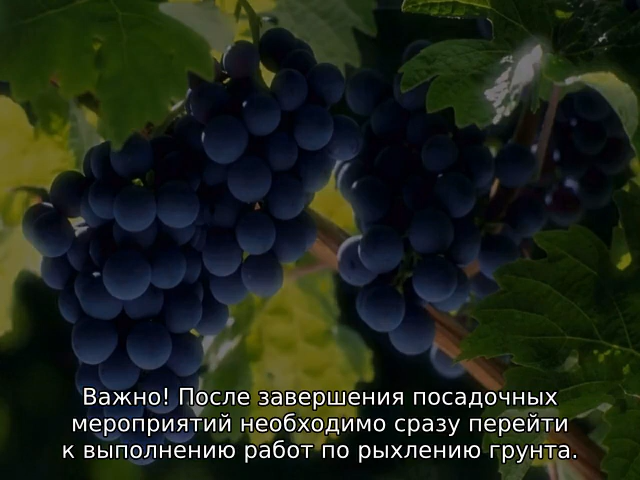 Важно! После завершения посадочных
мероприятий необходимо сразу перейти
к выполнению работ по рыхлению грунта.